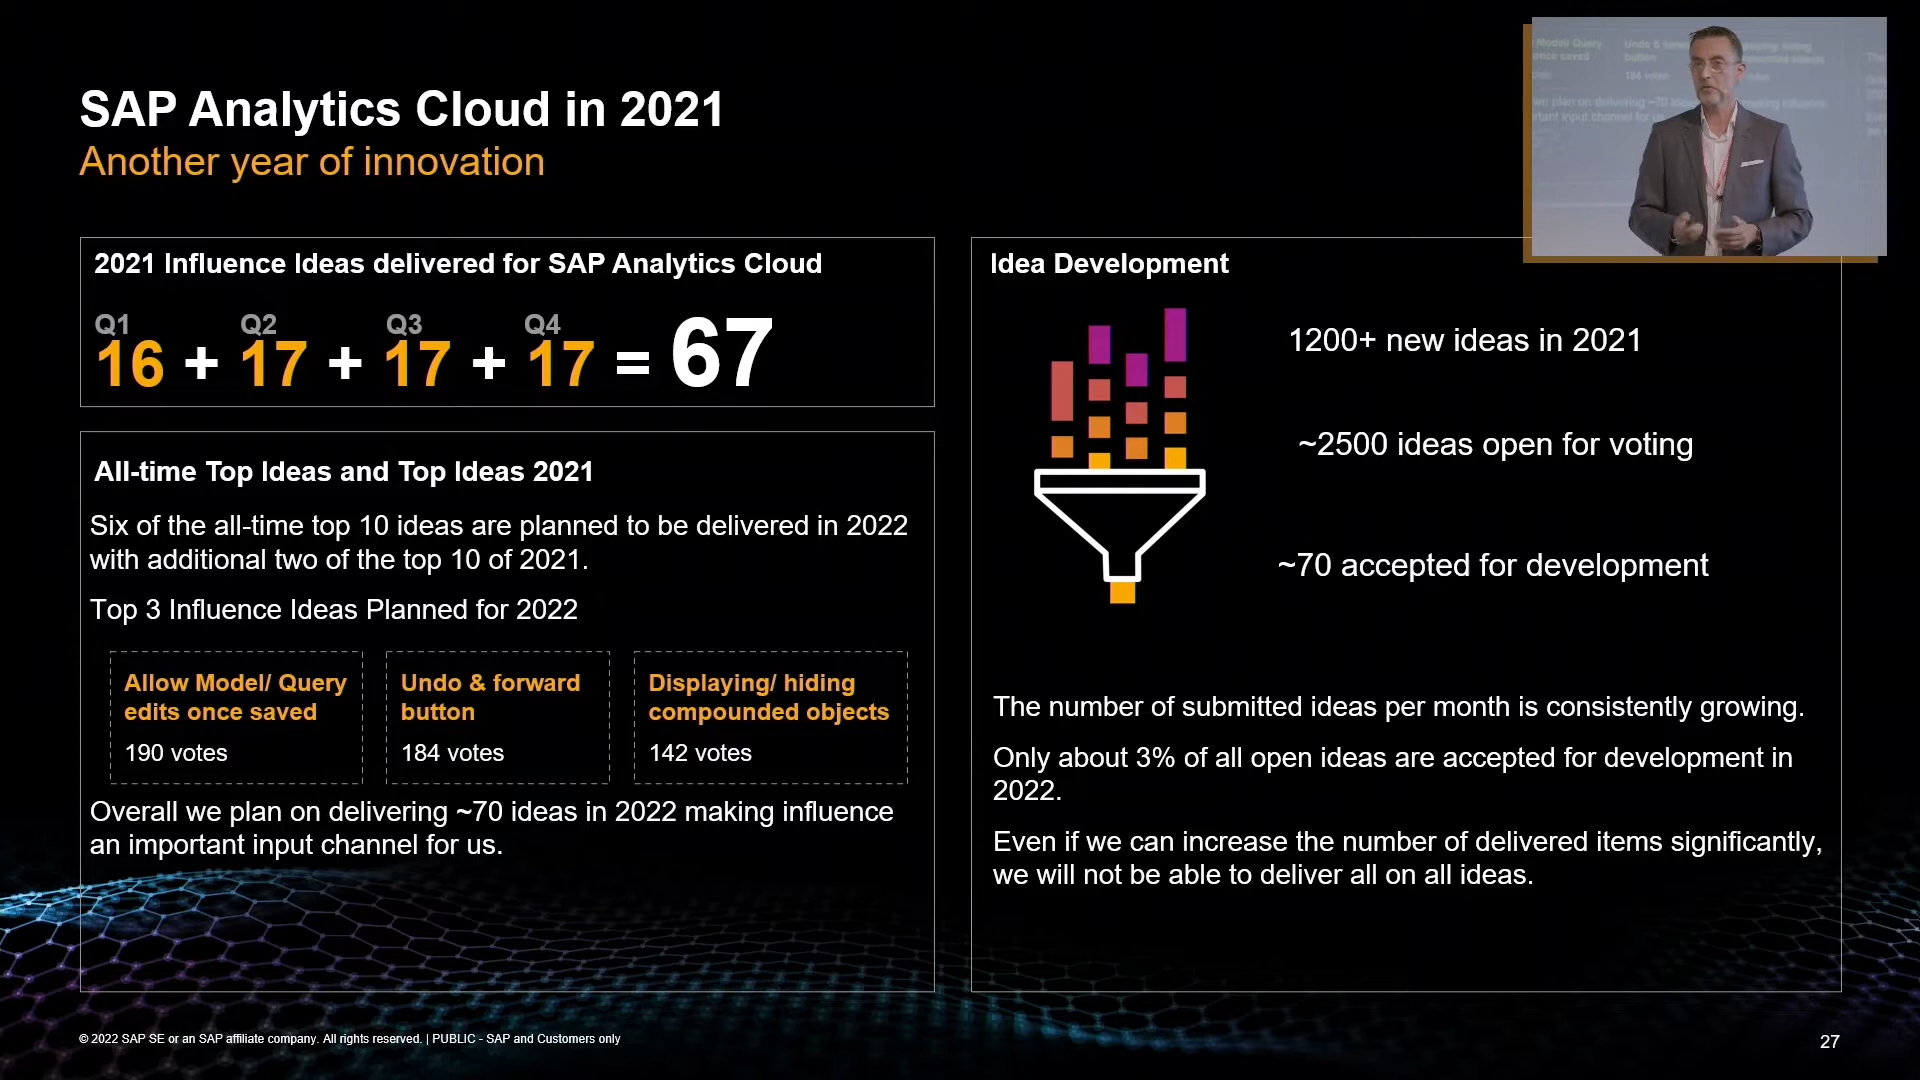 SAP Analytics Cloud in 2021
Another year of innovation
2021 Influence Ideas delivered for SAP Analytics Cloud
Q1 Q2 Q3 Q4
16 + 17 + 17 + 17 = 67
All-time Top Ideas and Top Ideas 2021
Six of the all-time top 10 ideas are planned to be delivered in 2022
with additional two of the top 10 of 2021.
Top 3 Influence Ideas Planned for 2022
Allow Model/ Query
edits once saved
190 votes
Undo & forward
button
184 votes
Displaying/ hiding
compounded objects
142 votes
Overall we plan on delivering ~70 ideas in 2022 making influence
an important input channel for us.
Idea Development
1200+ new ideas in 2021
~2500 ideas open for voting
~70 accepted for development
The number of submitted ideas per month is consistently growing.
Only about 3% of all open ideas are accepted for development in
2022.
Even if we can increase the number of delivered items significantly,
we will not be able to deliver all on all ideas.
© 2022 SAP SE or an SAP affiliate company. All rights reserved. | PUBLIC - SAP and Customers only
27